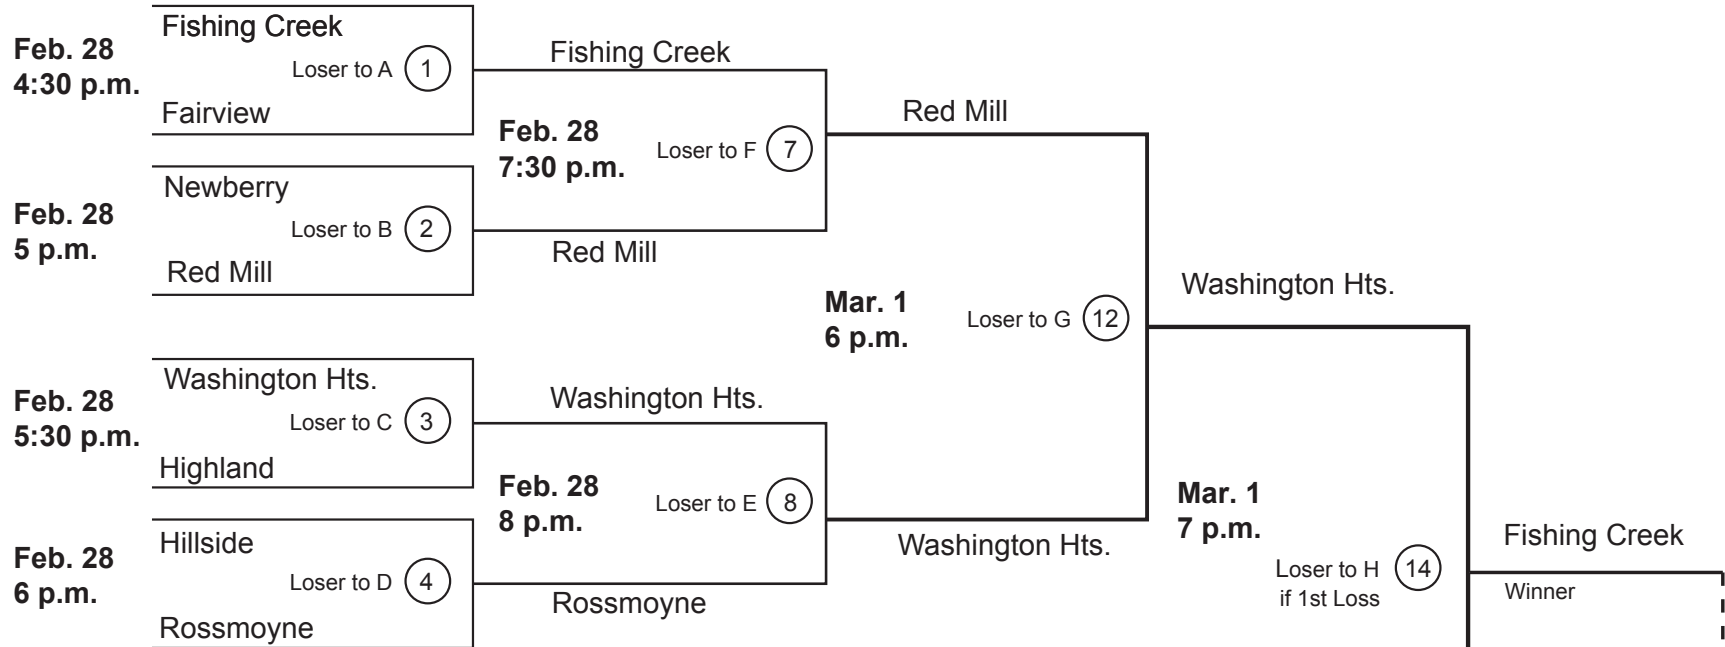 Feb. 28
4:30 p.m.
Fishing Creek
Loser to A 1
Fairview
Feb. 28
5 p.m.
Newberry
Loser to B 2
Red Mill
Feb. 28
5:30 p.m.
Washington Hts.
Loser to C 3
Highland
Feb. 28
6 p.m.
Hillside
Loser to D 4
Rossmoyne
Fishing Creek
Feb. 28
7:30 p.m.
Loser to F 7
Red Mill
Washington Hts.
Feb. 28
8 p.m.
Loser to E 8
Rossmoyne
Red Mill
Mar. 1
6 p.m.
Loser to G 12
Washington Hts.
Washington Hts.
Mar. 1
7 p.m.
Loser to H 14
if 1st Loss
Fishing Creek
Winner